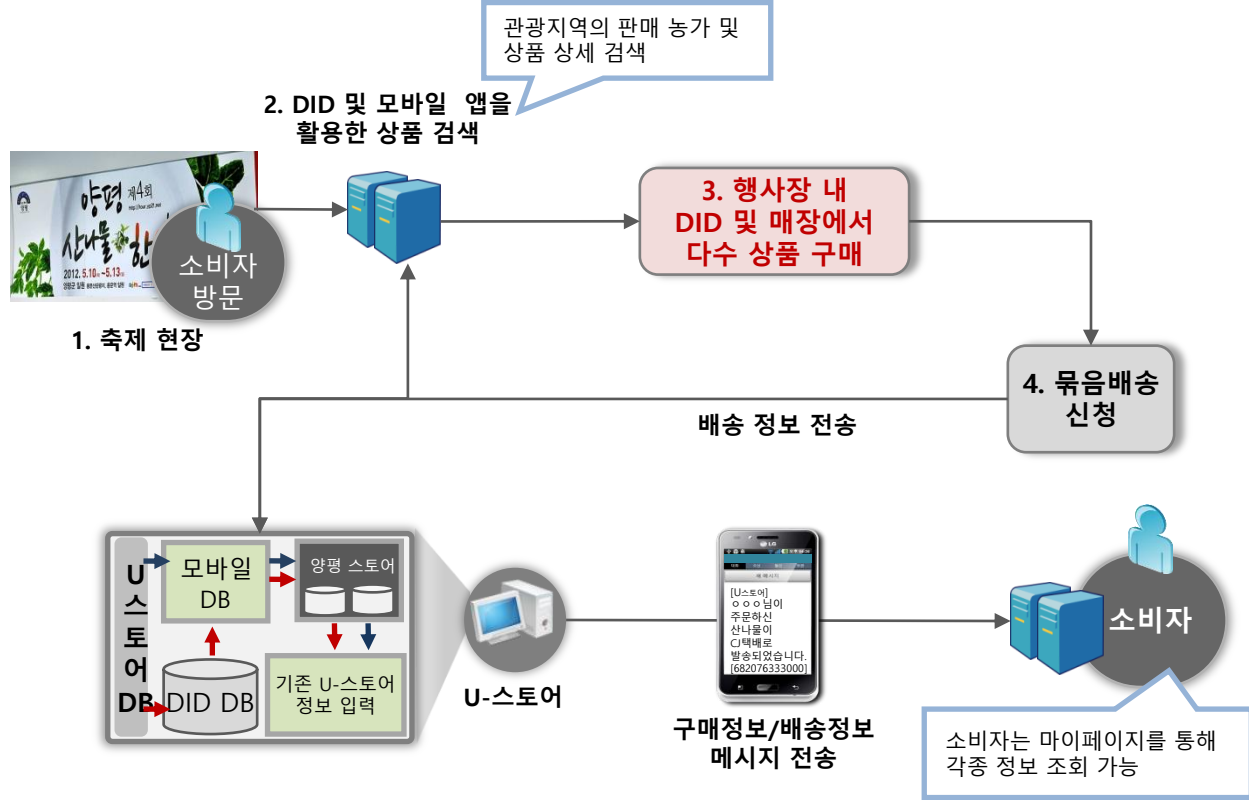 관광지역의 판매 농가 및
상품 상세 검색
2. DID 및 모바일 앱을
활용한 상품 검색
양평 제4회
산나물 한
2012. 5.10 ~5.13
소비자
방문
1. 축제 현장
3. 행사장 내
DID 및 매장에서
다수 상품 구매
4. 묶음배송
신청
배송 정보 전송
U
스
토
어
DB
모바일
DB
양평 스토어
DID DB
기존 U-스토어
정보 입력
U-스토어
LG
메시지
[U스토어]
ㅇㅇㅇ님이
주문하신
산나물이
CJ택배로
발송되었습니다.
[682076333000]
구매정보/배송정보
메시지 전송
소비자
소비자는 마이페이지를 통해
각종 정보 조회 가능